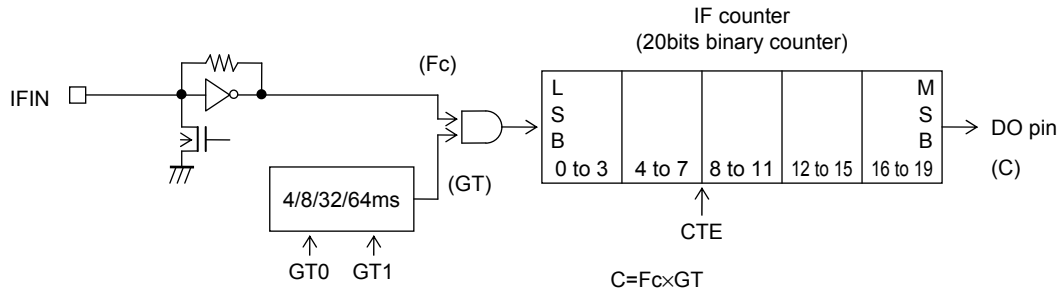 IF counter
(20bits binary counter)
IFIN
(Fc)
L
S
B
M
S
B
DO pin
(C)
0 to 3
4 to 7
8 to 11
12 to 15
16 to 19
(GT)
4/8/32/64ms
CTE
GT0
GT1
C=Fc×GT